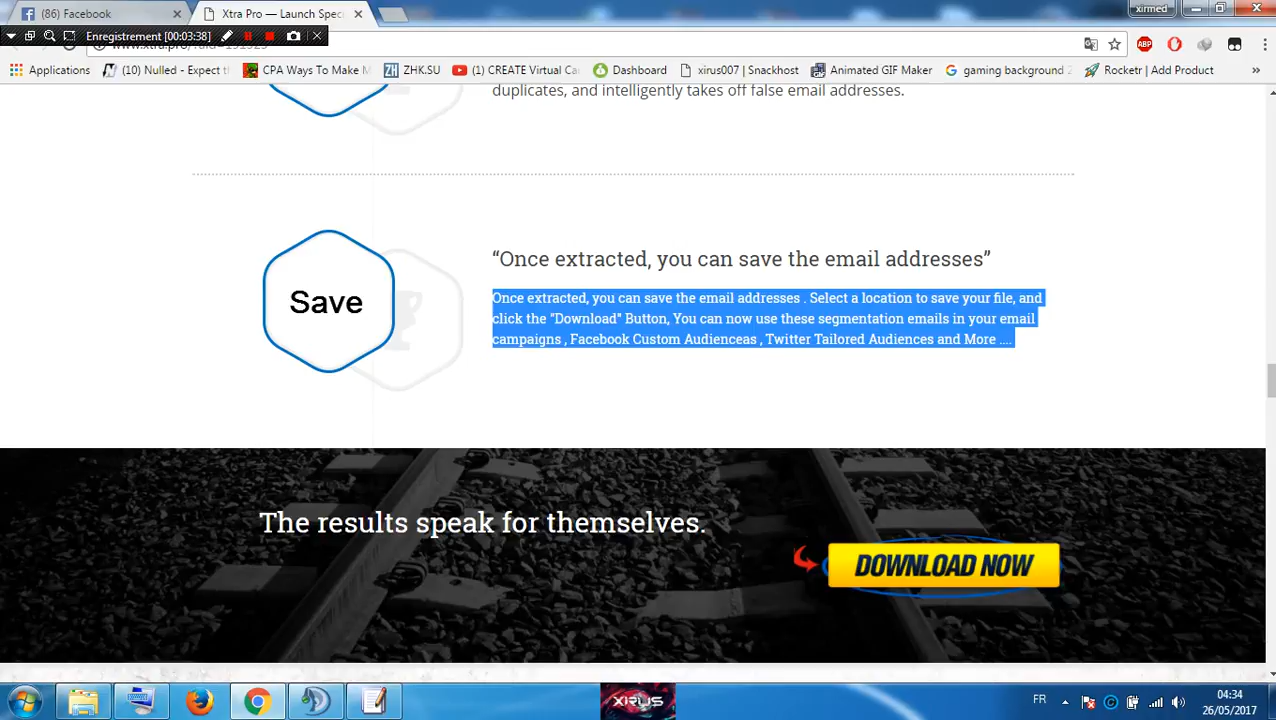 (86) Facebook
Xtra Pro — Launch Spec
xirmed
Enregistrement [00:03:38]
Applications
(10) Nulled - Expect t
CPA Ways To Make M
ZHK.SU
(1) CREATE Virtual Ca
Dashboard
xirus007 | Snackhost
Animated GIF Maker
gaming background
Rocketr | Add Product
»
duplicates, and intelligently takes off false email addresses.
Save
“Once extracted, you can save the email addresses”
Once extracted, you can save the email addresses . Select a location to save your file, and
click the "Download" Button, You can now use these segmentation emails in your email
campaigns , Facebook Custom Audienceas , Twitter Tailored Audiences and More ....
The results speak for themselves.
DOWNLOAD NOW
XIRUS
FR
04:34
26/05/2017